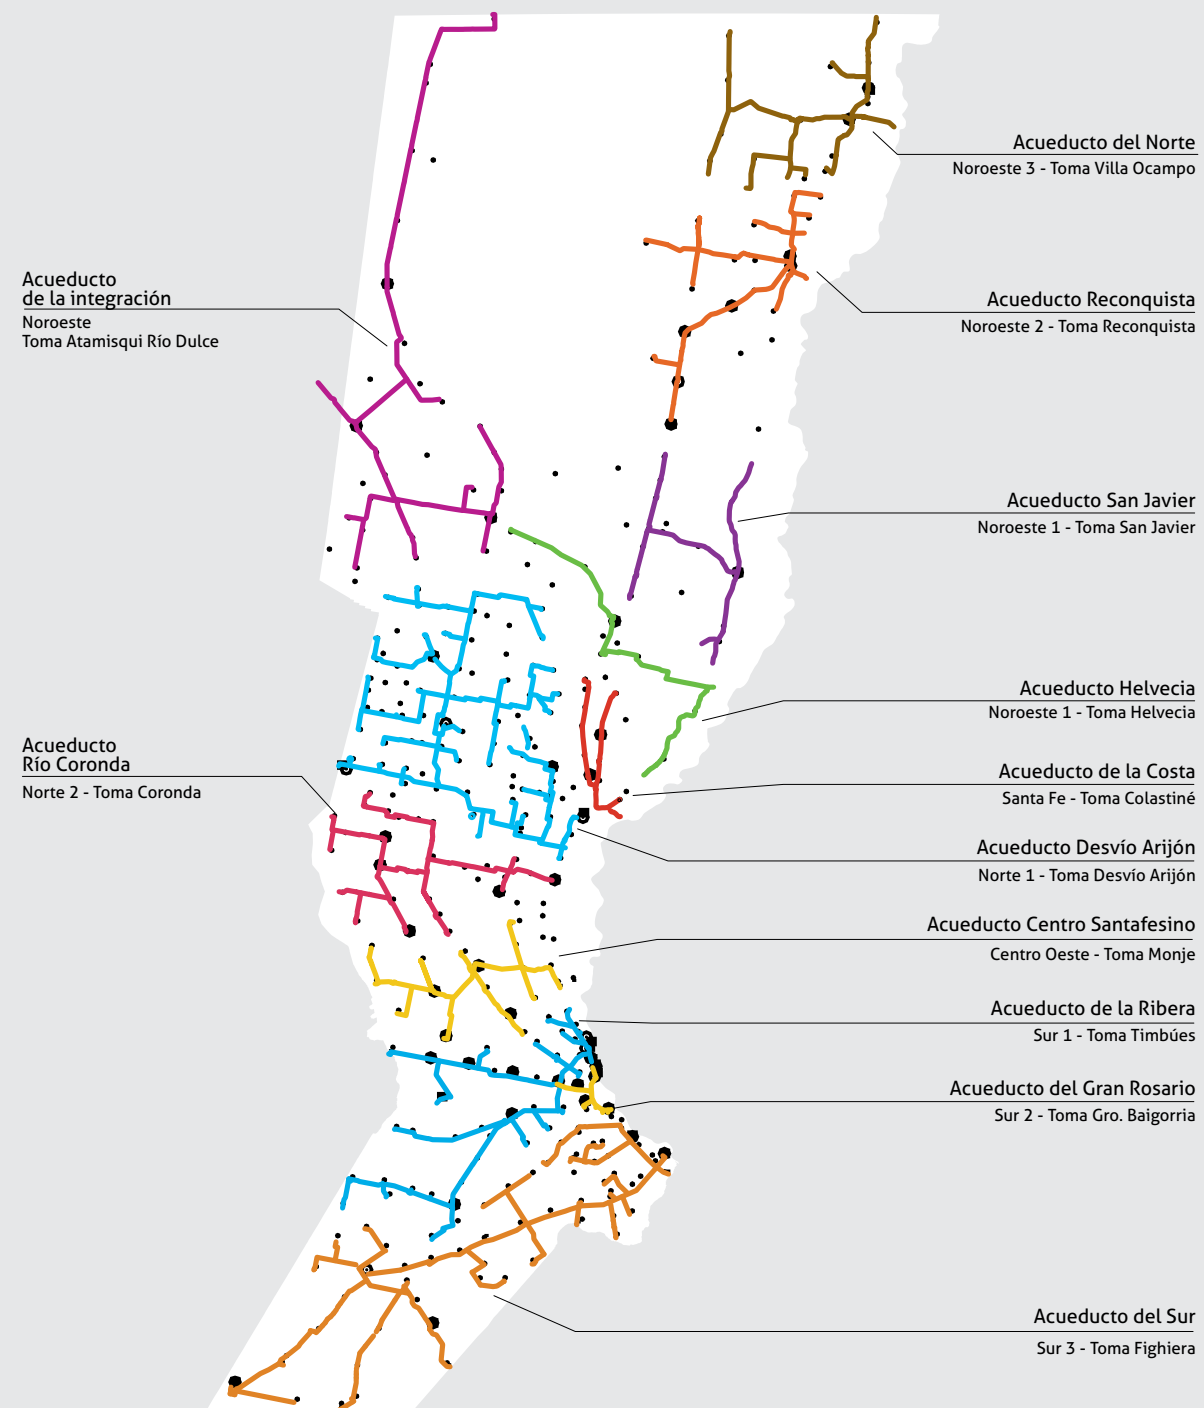 Acueducto del Norte
Noroeste 3 - Toma Villa Ocampo
Acueducto
de la integración
Noroeste
Toma Atamisqui Río Dulce
Acueducto Reconquista
Noroeste 2 - Toma Reconquista
Acueducto San Javier
Noroeste 1 - Toma San Javier
Acueducto Helvecia
Noroeste 1 - Toma Helvecia
Acueducto
Río Coronda
Norte 2 - Toma Coronda
Acueducto de la Costa
Santa Fe - Toma Colastiné
Acueducto Desvío Arijón
Norte 1 - Toma Desvío Arijón
Acueducto Centro Santafesino
Centro Oeste - Toma Monje
Acueducto de la Ribera
Sur 1 - Toma Timbúes
Acueducto del Gran Rosario
Sur 2 - Toma Gro. Baigorria
Acueducto del Sur
Sur 3 - Toma Fighiera